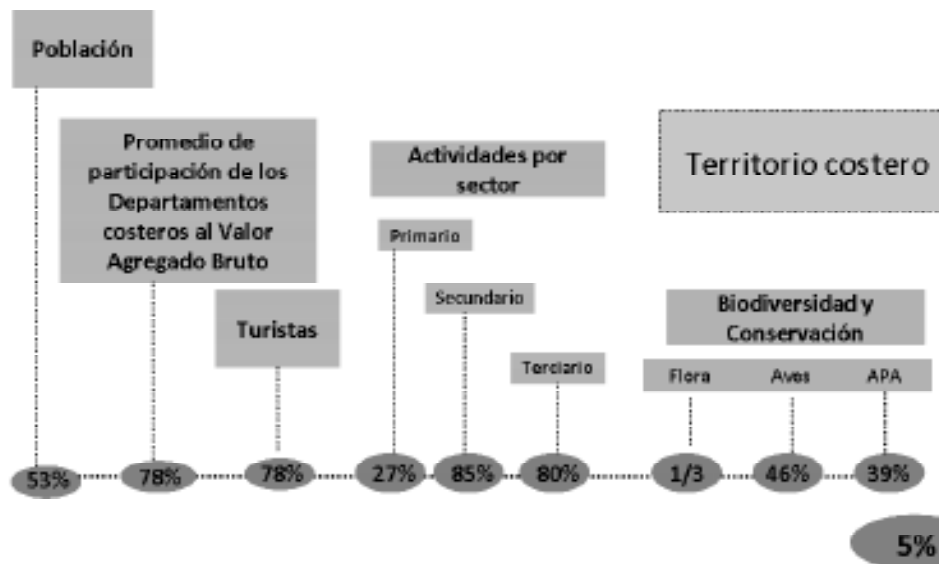 Población
Promedio de
participación de los
Departamentos
costeros al Valor
Agregado Bruto
Turistas
Actividades por
sector
Primario
Secundario
Terciario
Territorio costero
Biodiversidad y
Conservación
Flora Aves APA
53% 78% 78% 27% 85% 80% 1/3 46% 39%
5%